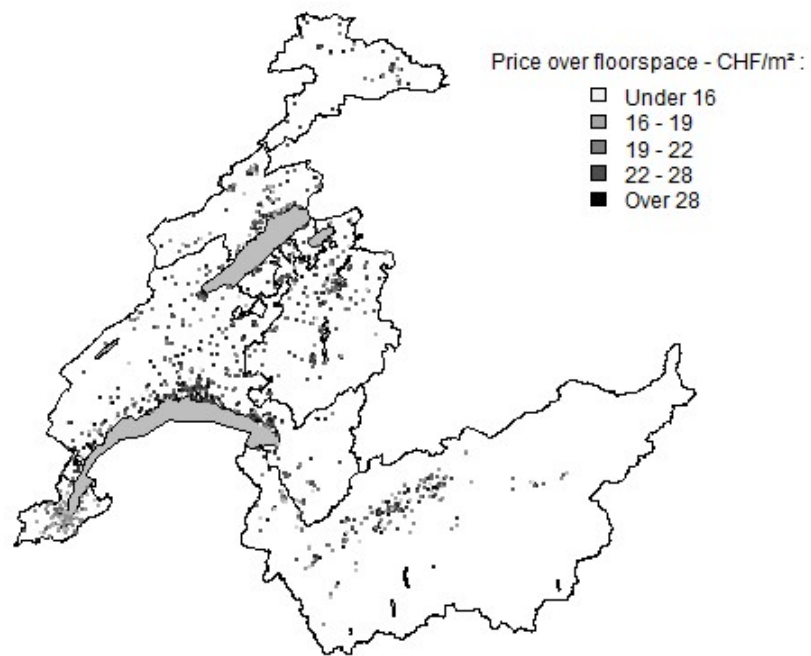 Price over floorspace - CHF/m² :
Under 16
16 - 19
19 - 22
22 - 28
Over 28